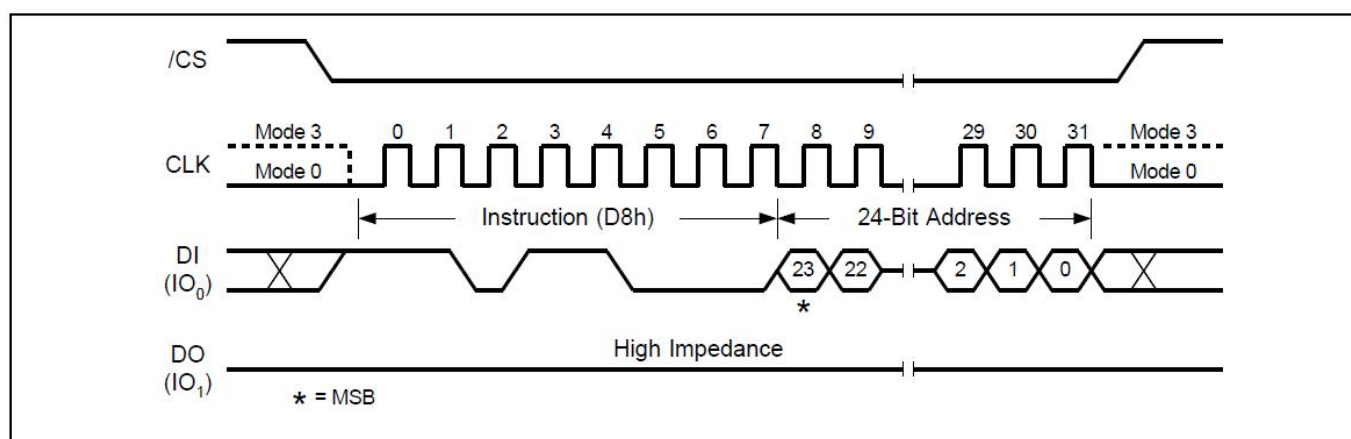 /CS
Mode 3 0 1 2 3 4 5 6 7 8 9 29 30 31 Mode 3
CLK Mode 0 Mode 0
Instruction (D8h) 24-Bit Address
DI
(IO0) 23 22 2 1 0
*
DO High Impedance
(IO1)
* = MSB